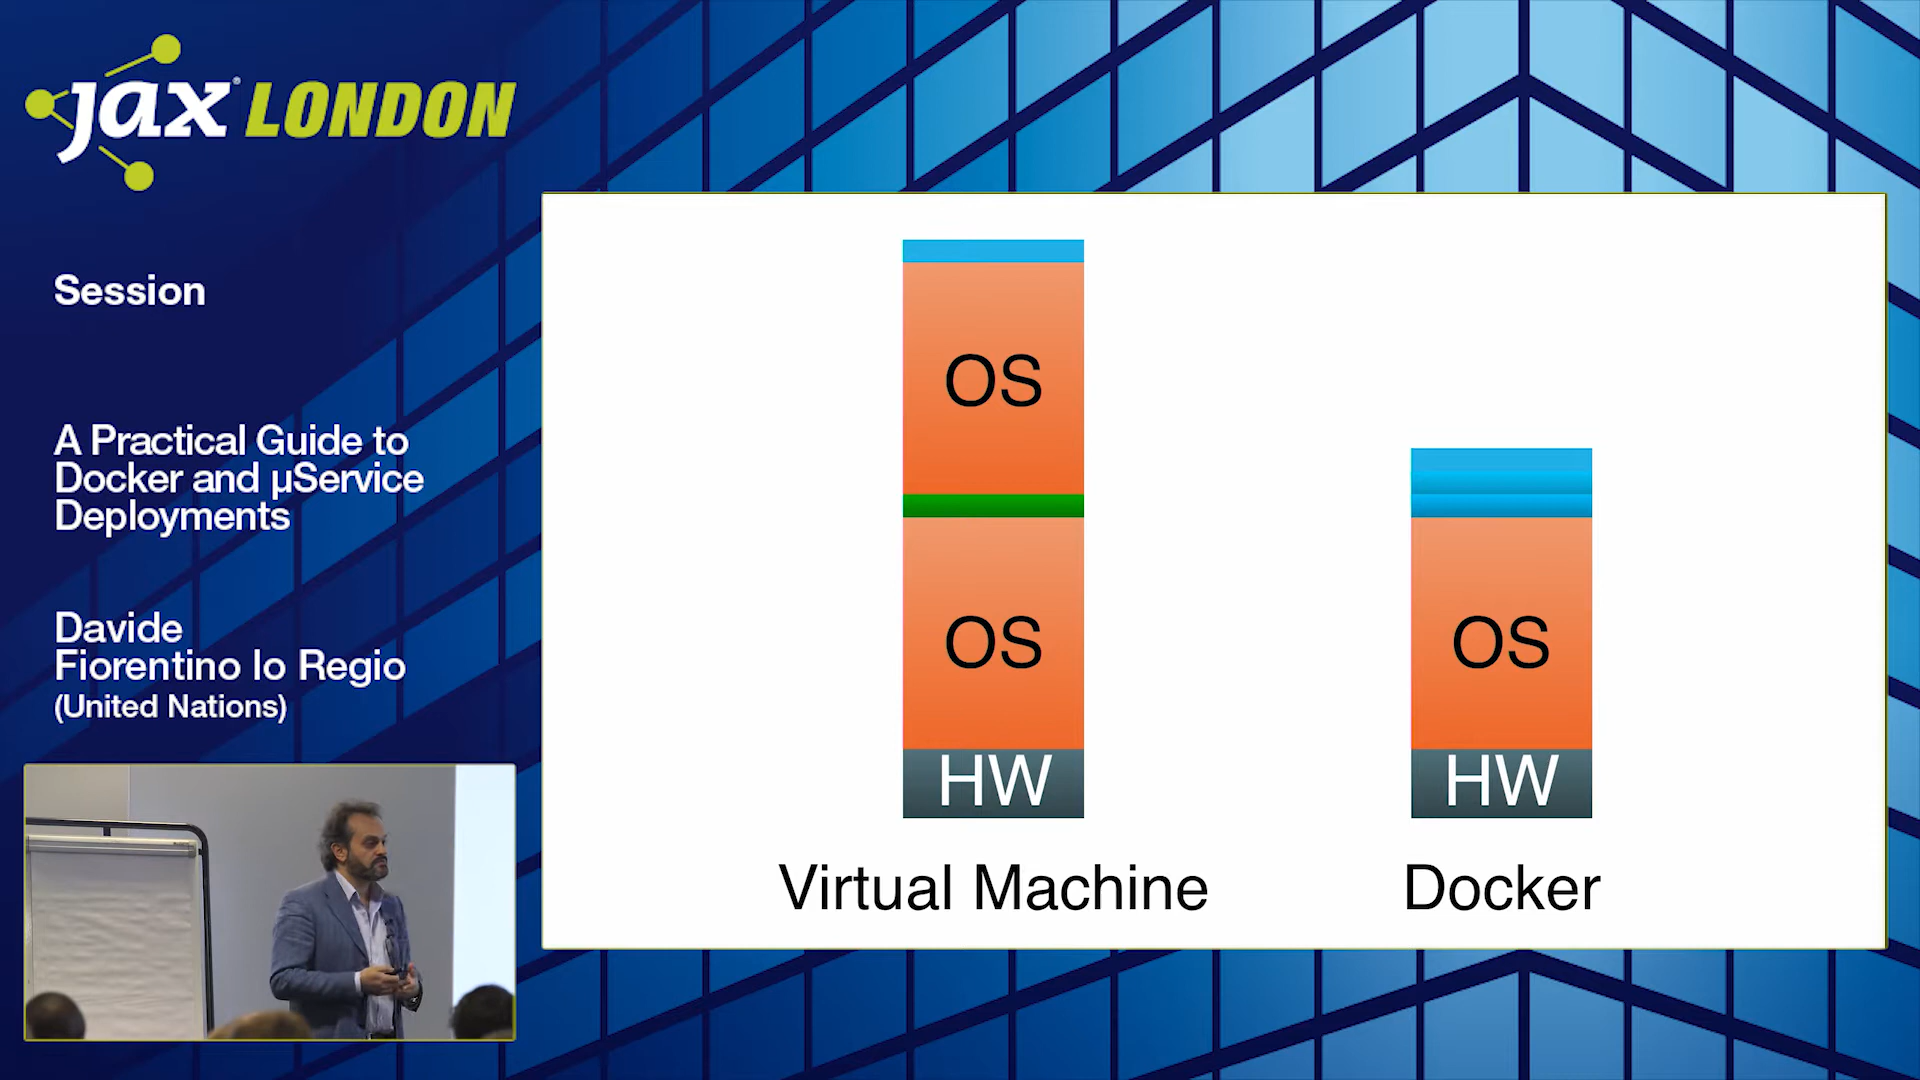 jax LONDON
Session
A Practical Guide to
Docker and µService
Deployments
Davide
Fiorentino lo Regio
(United Nations)
OS
OS
HW
Virtual Machine
OS
HW
Docker